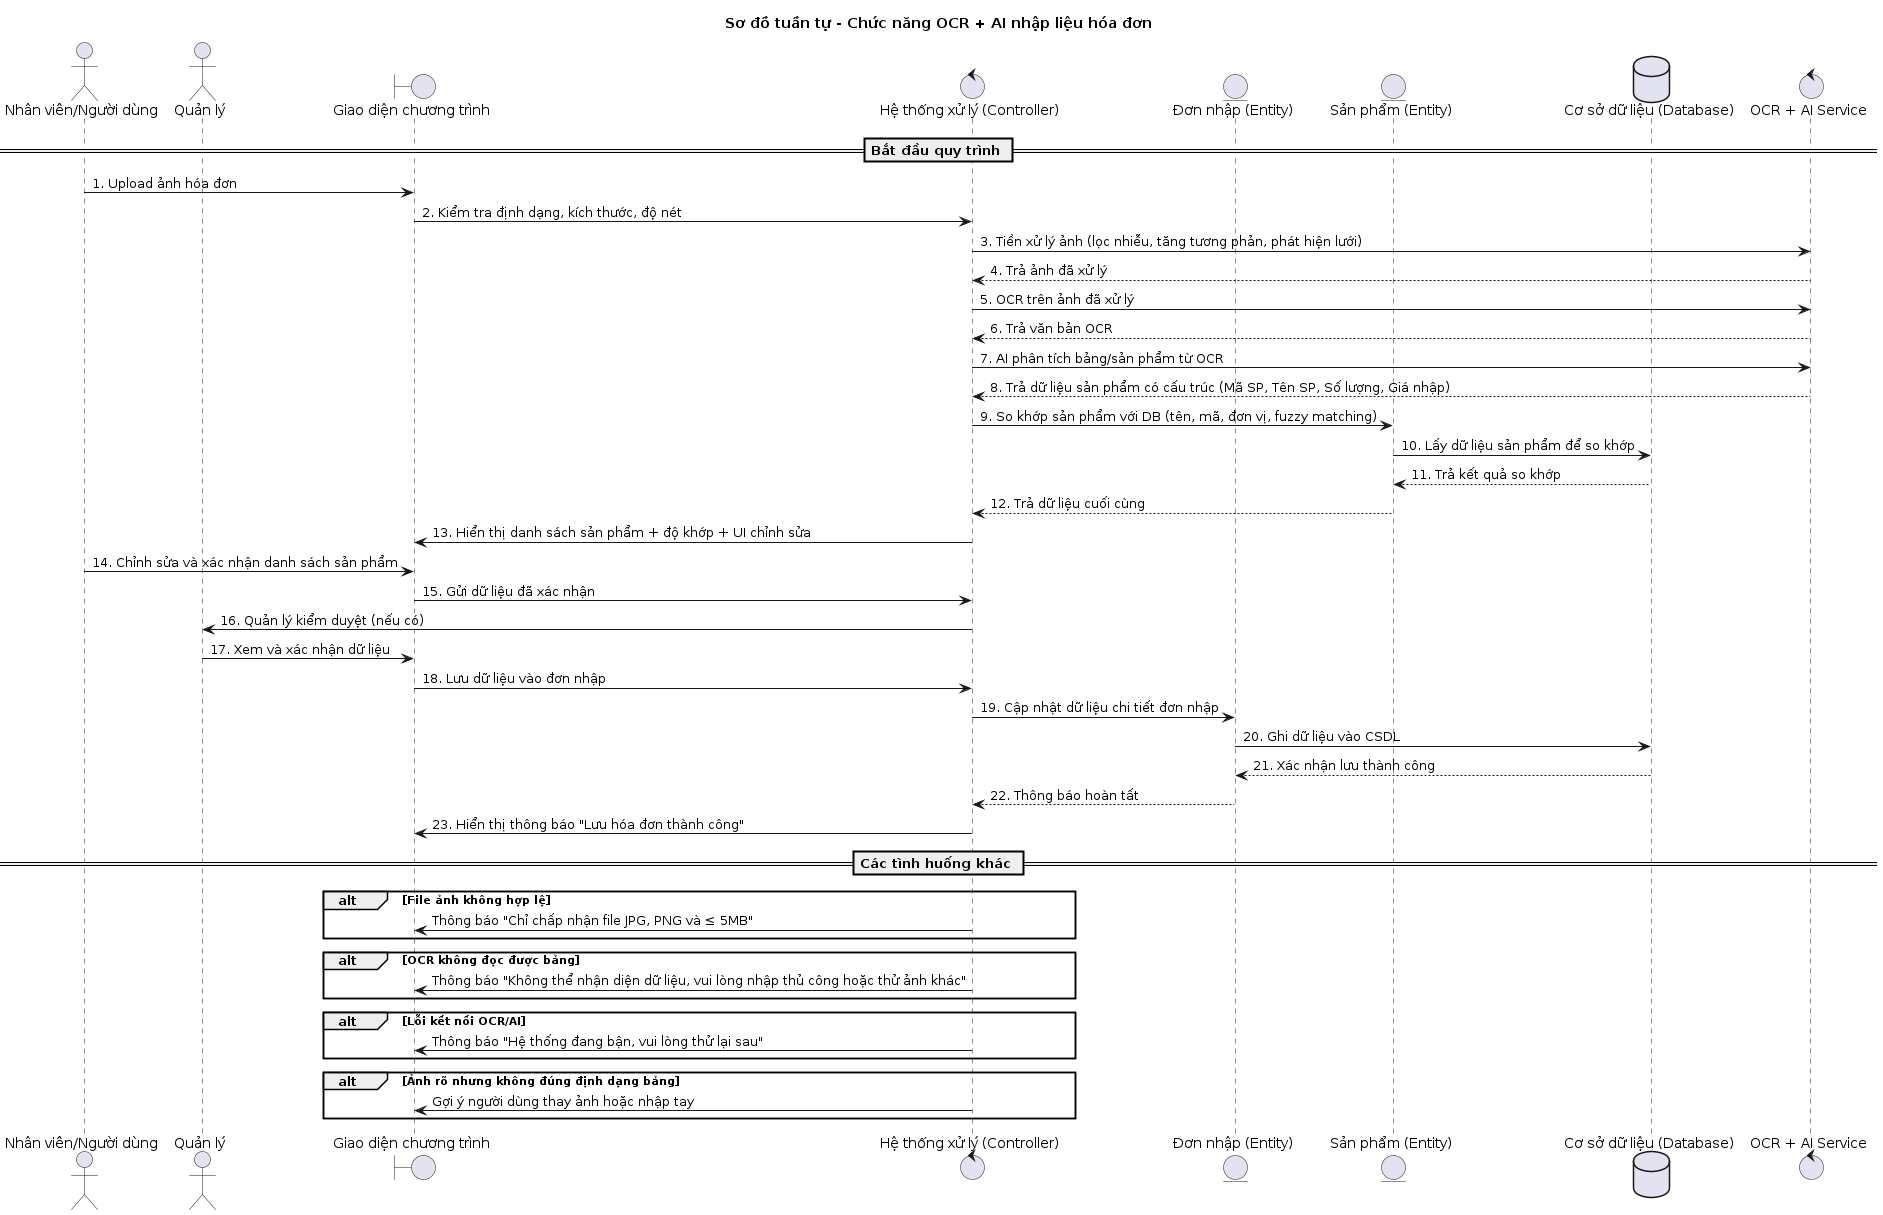 Sơ đồ tuần tự - Chức năng OCR + AI nhập liệu hóa đơn
Nhân viên/Người dùng
Quản lý
Giao diện chương trình
Hệ thống xử lý (Controller)
Đơn nhập (Entity)
Sản phẩm (Entity)
Cơ sở dữ liệu (Database)
OCR + AI Service
Bắt đầu quy trình
1. Upload ảnh hóa đơn
2. Kiểm tra định dạng, kích thước, độ nét
3. Tiền xử lý ảnh (lọc nhiễu, tăng tương phản, phát hiện lưới)
4. Trả ảnh đã xử lý
5. OCR trên ảnh đã xử lý
6. Trả văn bản OCR
7. AI phân tích bảng/sản phẩm từ OCR
8. Trả dữ liệu sản phẩm có cấu trúc (Mã SP, Tên SP, Số lượng, Giá nhập)
9. So khớp sản phẩm với DB (tên, mã, đơn vị, fuzzy matching)
10. Lấy dữ liệu sản phẩm để so khớp
11. Trả kết quả so khớp
12. Trả dữ liệu cuối cùng
13. Hiển thị danh sách sản phẩm + độ khớp + UI chỉnh sửa
14. Chỉnh sửa và xác nhận danh sách sản phẩm
15. Gửi dữ liệu đã xác nhận
16. Quản lý kiểm duyệt (nếu có)
17. Xem và xác nhận dữ liệu
18. Lưu dữ liệu vào đơn nhập
19. Cập nhật dữ liệu chi tiết đơn nhập
20. Ghi dữ liệu vào CSDL
21. Xác nhận lưu thành công
22. Thông báo hoàn tất
23. Hiển thị thông báo "Lưu hóa đơn thành công"
Các tình huống khác
alt [File ảnh không hợp lệ]
Thông báo "Chỉ chấp nhận file JPG, PNG và ≤ 5MB"
alt [OCR không đọc được bảng]
Thông báo "Không thể nhận diện dữ liệu, vui lòng nhập thủ công hoặc thử ảnh khác"
alt [Lỗi kết nối OCR/AI]
Thông báo "Hệ thống đang bận, vui lòng thử lại sau"
alt [Ảnh rõ nhưng không đúng định dạng bảng]
Gợi ý người dùng thay ảnh hoặc nhập tay
Nhân viên/Người dùng
Quản lý
Giao diện chương trình
Hệ thống xử lý (Controller)
Đơn nhập (Entity)
Sản phẩm (Entity)
Cơ sở dữ liệu (Database)
OCR + AI Service